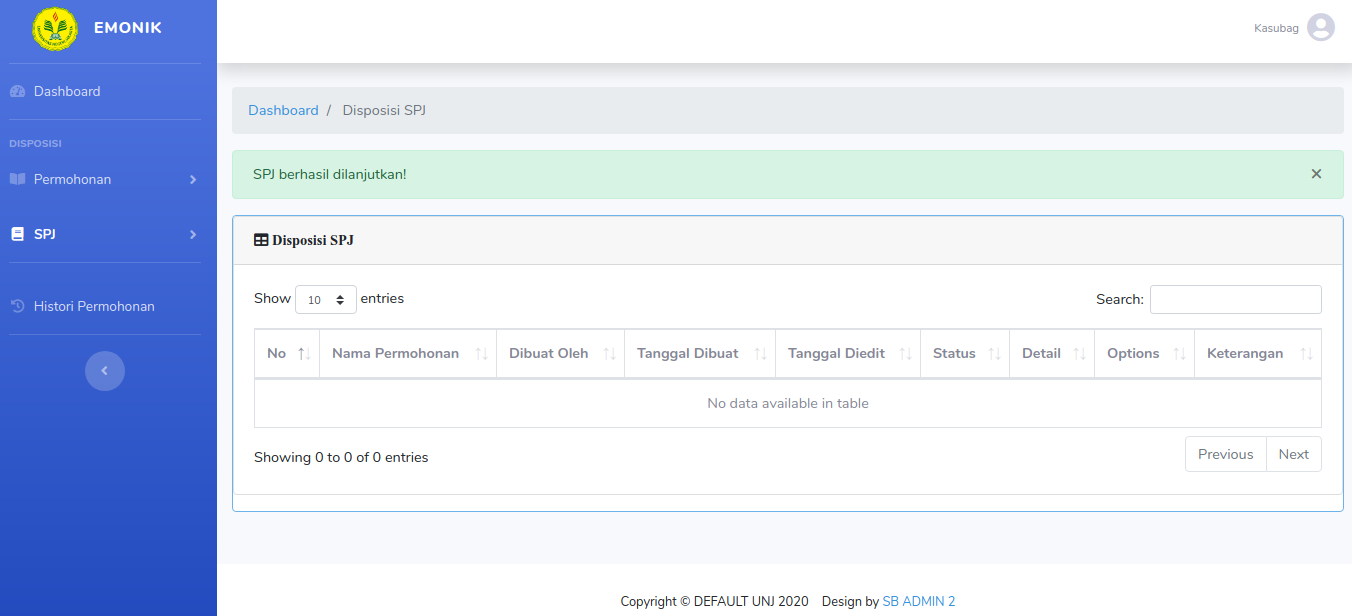 EMONIK
Kasubag
Dashboard
DISPOSISI
Permohonan
SPJ
Histori Permohonan
Dashboard / Disposisi SPJ
SPJ berhasil dilanjutkan! ×
Disposisi SPJ
Show 10 entries
Search:
No Nama Permohonan Dibuat Oleh Tanggal Dibuat Tanggal Diedit Status Detail Options Keterangan
No data available in table
Showing 0 to 0 of 0 entries
Previous Next
Copyright © DEFAULT UNJ 2020 Design by SB ADMIN 2